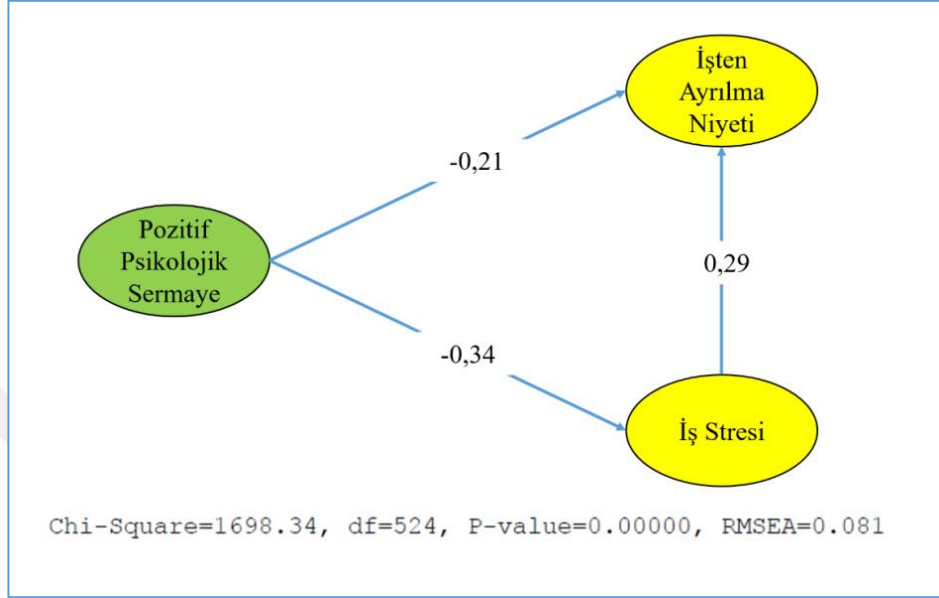 İşten
Ayrılma
Niyeti
-0,21
Pozitif
Psikolojik
Sermaye
0,29
-0,34
İş Stresi
Chi-Square=1698.34, df=524, P-value=0.00000, RMSEA=0.081